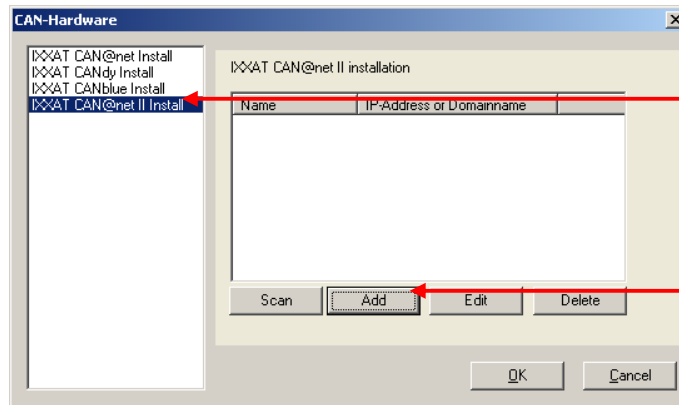 CAN-Hardware
IXXAT CAN@net Install
IXXAT CANdy Install
IXXAT CANblue Install
IXXAT CAN@net II Install
IXXAT CAN@net II installation
Name IP-Address or Domainname
Scan Add Edit Delete
OK Cancel